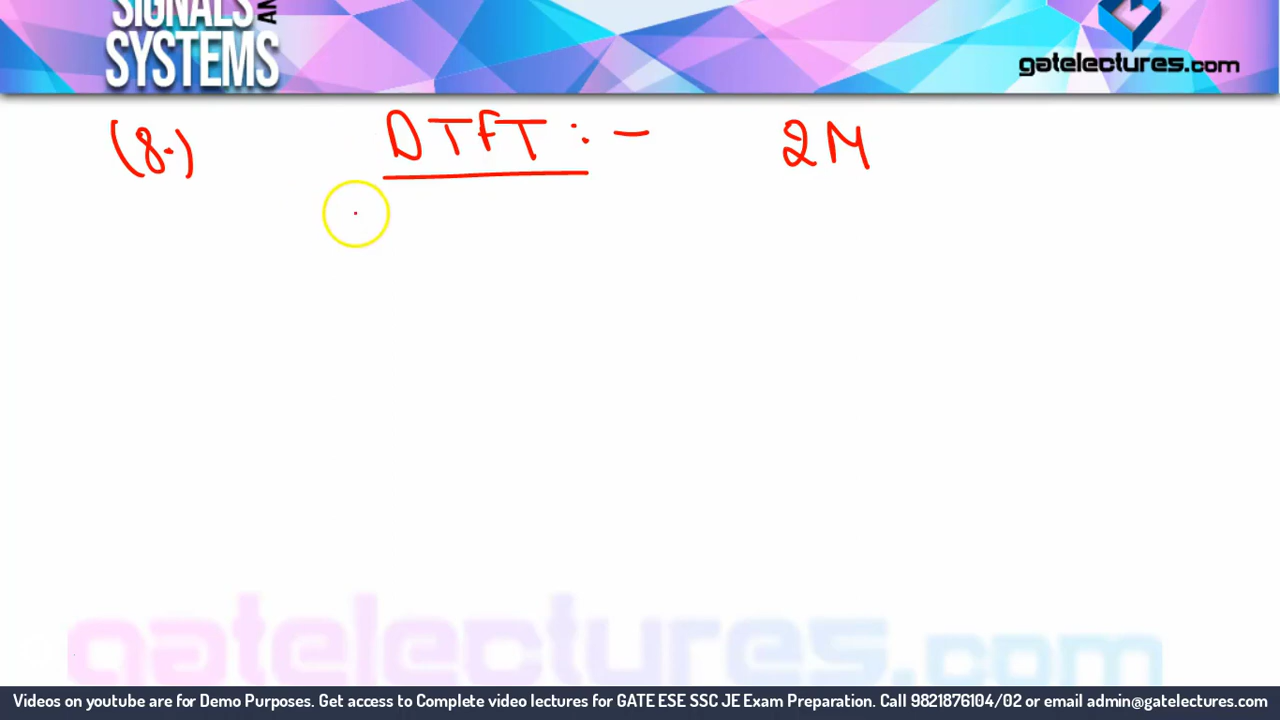 SIGNALS AND
SYSTEMS
gatelectures.com
(8.) DTFT :- 2M
gatelectures.com
Videos on youtube are for Demo Purposes. Get access to Complete video lectures for GATE ESE SSC JE Exam Preparation. Call 9821876104/02 or email admin@gatelectures.com